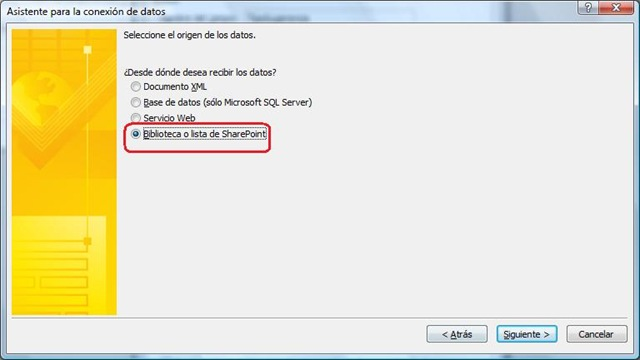 Asistente para la conexión de datos
Seleccione el origen de los datos.
¿Desde dónde desea recibir los datos?
Documento XML
Base de datos (sólo Microsoft SQL Server)
Servicio Web
Biblioteca o lista de SharePoint
< Atrás
Siguiente >
Cancelar